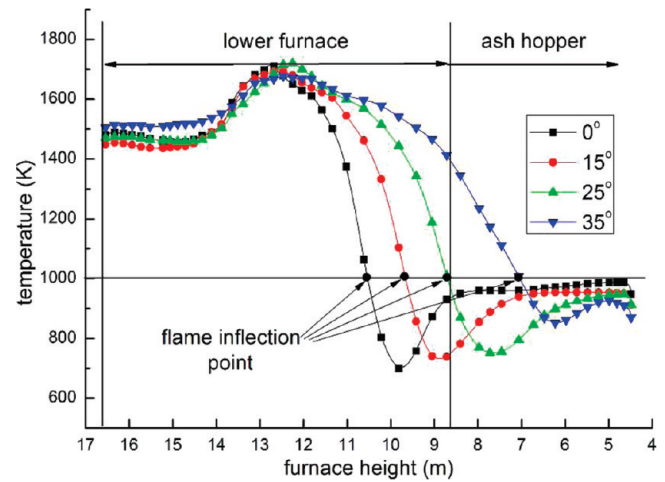 lower furnace
ash hopper
1800
1600
1400
1200
1000
800
600
temperature (K)
0°
15°
25°
35°
flame inflection
point
17 16 15 14 13 12 11 10 9 8 7 6 5 4
furnace height (m)